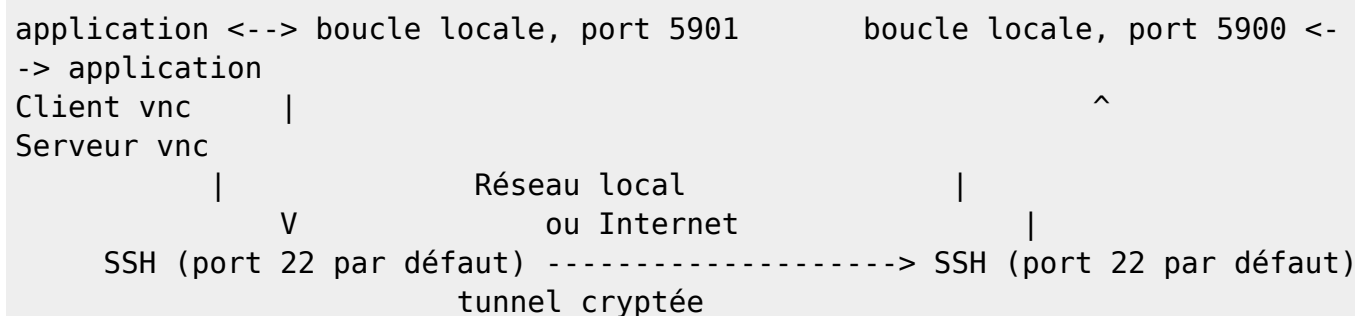 application <--> boucle locale, port 5901       boucle locale, port 5900 <-
-> application
Client vnc     |                                             ^
Serveur vnc
           |              Réseau local               |
               V              ou Internet                |
     SSH (port 22 par défaut) --------------------> SSH (port 22 par défaut)
                         tunnel cryptée